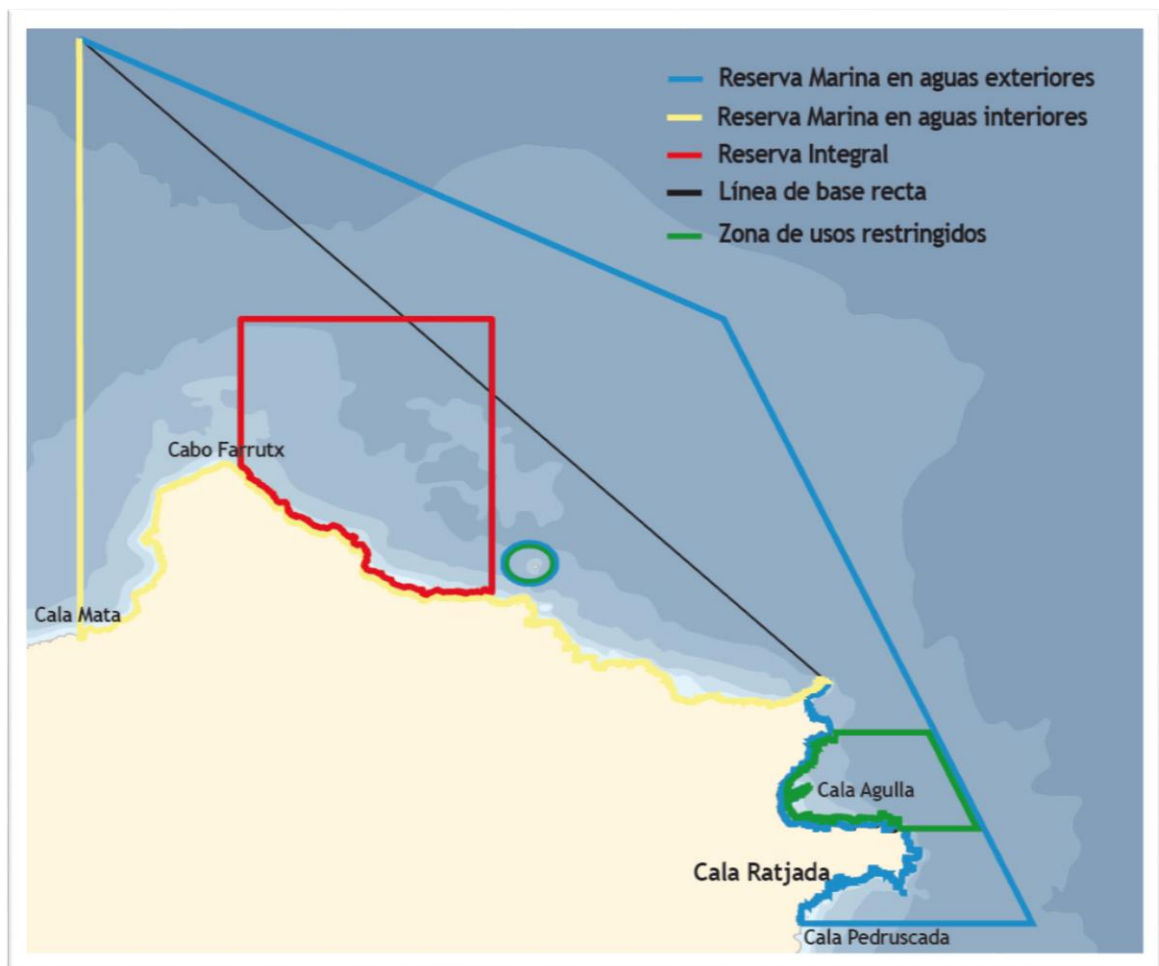 Reserva Marina en aguas exteriores
Reserva Marina en aguas interiores
Reserva Integral
Línea de base recta
Zona de usos restringidos
Cabo Farrutx
Cala Mata
Cala Agulla
Cala Ratjada
Cala Pedruscada